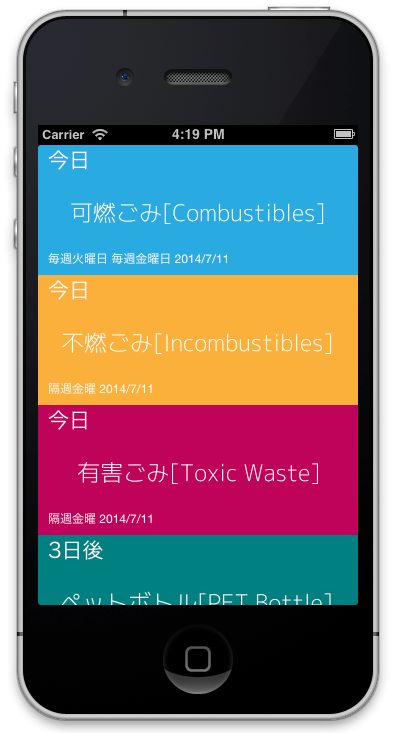 Carrier 4:19 PM
今日
可燃ごみ[Combustibles]
毎週火曜日 毎週金曜日 2014/7/11
今日
不燃ごみ[Incombustibles]
隔週金曜 2014/7/11
今日
有害ごみ[Toxic Waste]
隔週金曜 2014/7/11
3日後
ペットボトル[PET Bottle]